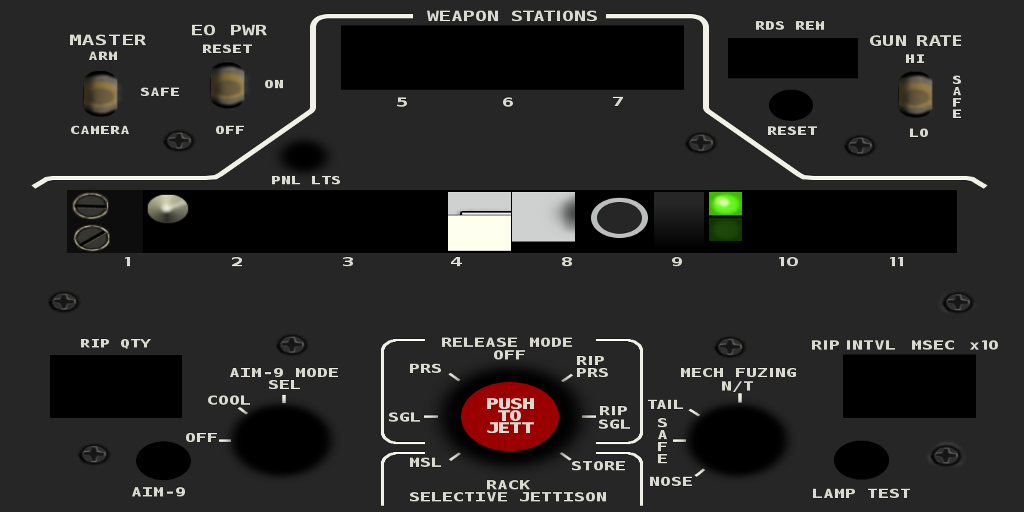 WEAPON STATIONS
MASTER
ARM
SAFE
CAMERA
EO PWR
RESET
ON
OFF
5 6 7
RDS REM
RESET
GUN RATE
HI
SAFE
LO
PNL LTS
1 2 3 4 8 9 10 11
RIP QTY
AIM-9 MODE
SEL
COOL
OFF
AIM-9
RELEASE MODE
OFF
PRS
RIP
PRS
SGL
PUSH
TO
JETT
RIP
SGL
MSL
STORE
RACK
SELECTIVE JETTISON
MECH FUZING
N/T
TAIL
SAFE
NOSE
RIP INTVL MSEC x10
LAMP TEST